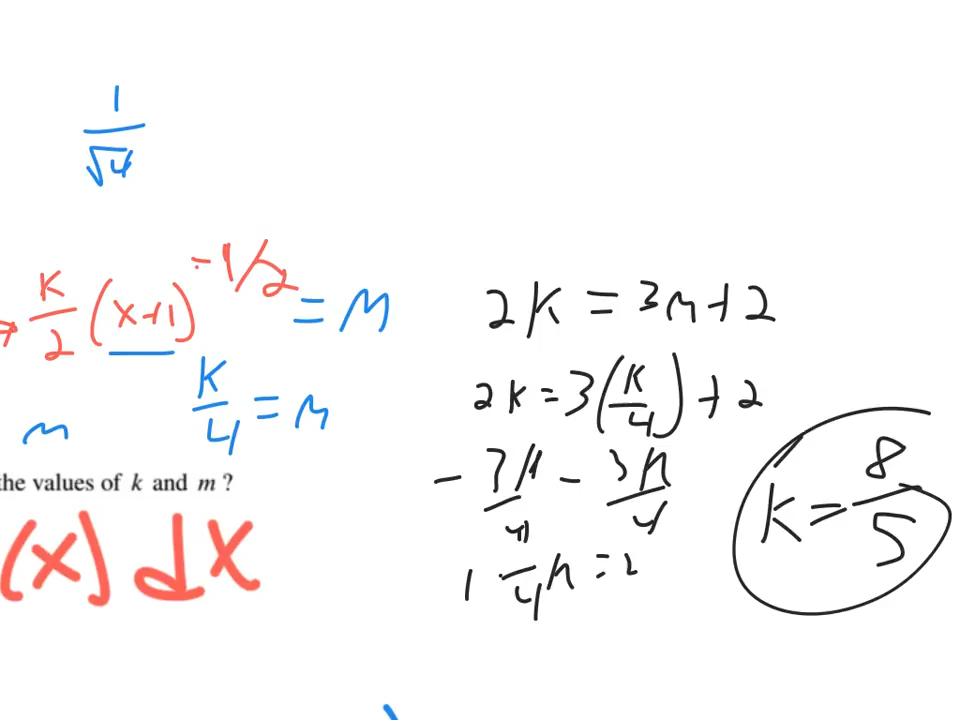 1/√4
k/2 (x+1)^-1/2 = m
m
k/4 = m
the values of k and m ?
(x) dx
2k = 3m+2
2k = 3(k/4) + 2
- 3k/4 - 3k/4
1 1/4 k = 2
k = 8/5